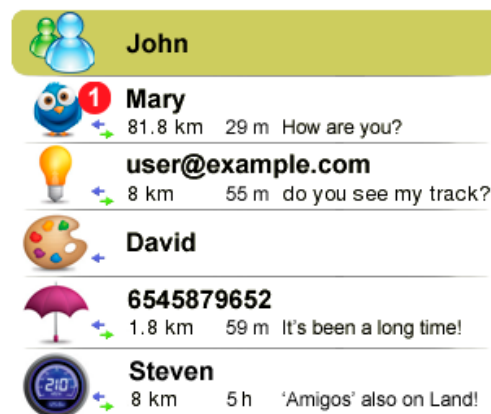 John
1
Mary
81.8 km 29 m How are you?
user@example.com
8 km 55 m do you see my track?
David
6545879652
1.8 km 59 m It's been a long time!
Steven
210
8 km 5 h 'Amigos' also on Land!